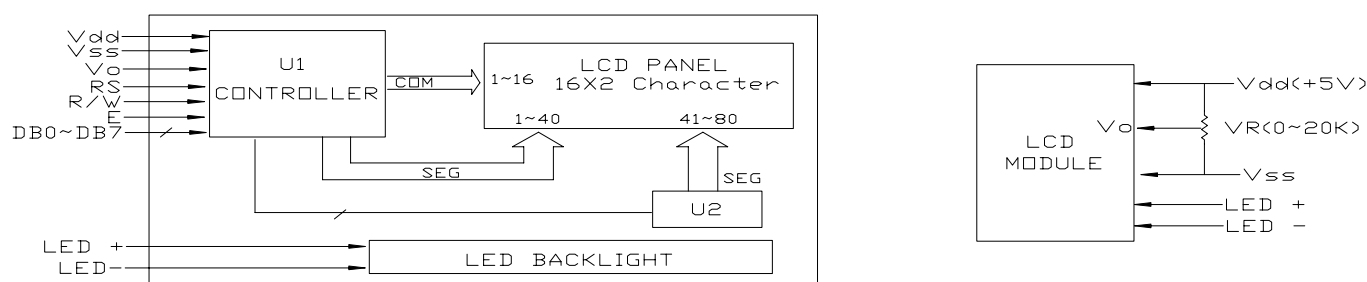 Vdd
Vss
Vo
RS
R/W
E
DB0~DB7
U1
CONTROLLER
COM
1~16
LCD PANEL
16X2 Character
1~40
41~80
SEG
SEG
U2
LED +
LED-
LED BACKLIGHT
LCD
MODULE
Vdd(+5V)
Vo
VR(0~20K)
Vss
LED +
LED -